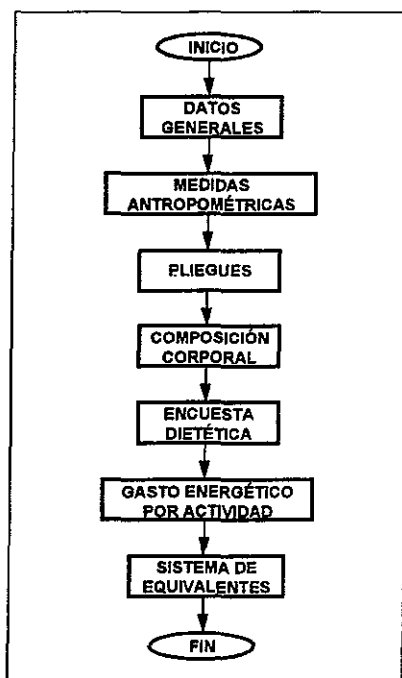 INICIO
DATOS
GENERALES
MEDIDAS
ANTROPOMÉTRICAS
PLIEGUES
COMPOSICIÓN
CORPORAL
ENCUESTA
DIETÉTICA
GASTO ENERGÉTICO
POR ACTIVIDAD
SISTEMA DE
EQUIVALENTES
FIN